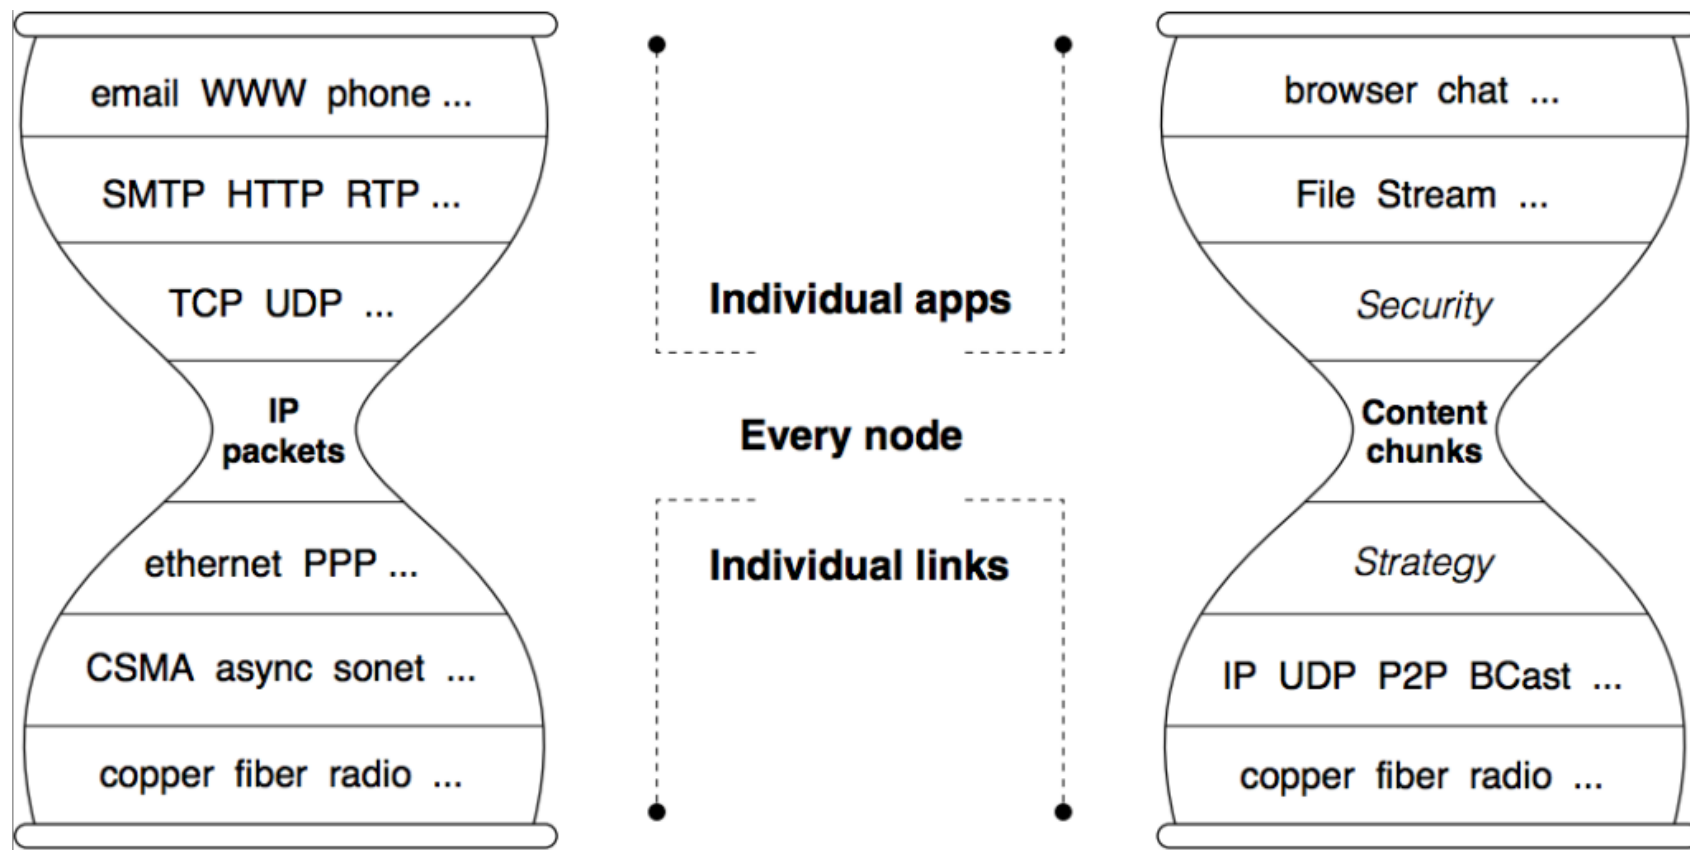 email WWW phone ...
SMTP HTTP RTP ...
TCP UDP ...
IP
packets
ethernet PPP ...
CSMA async sonet ...
copper fiber radio ...
Individual apps
Every node
Individual links
browser chat ...
File Stream ...
Security
Content
chunks
Strategy
IP UDP P2P BCast ...
copper fiber radio ...